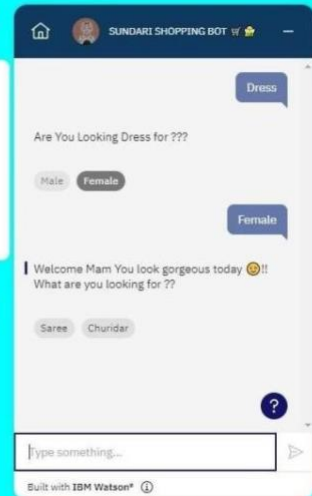 SUNDARI SHOPPING BOT 🛒 👷
Dress
Are You Looking Dress for ???
Male Female
Female
Welcome Mam You look gorgeous today 😊!!
What are you looking for ??
Saree Churidar
?
Type something...
Built with IBM Watson® ⓘ